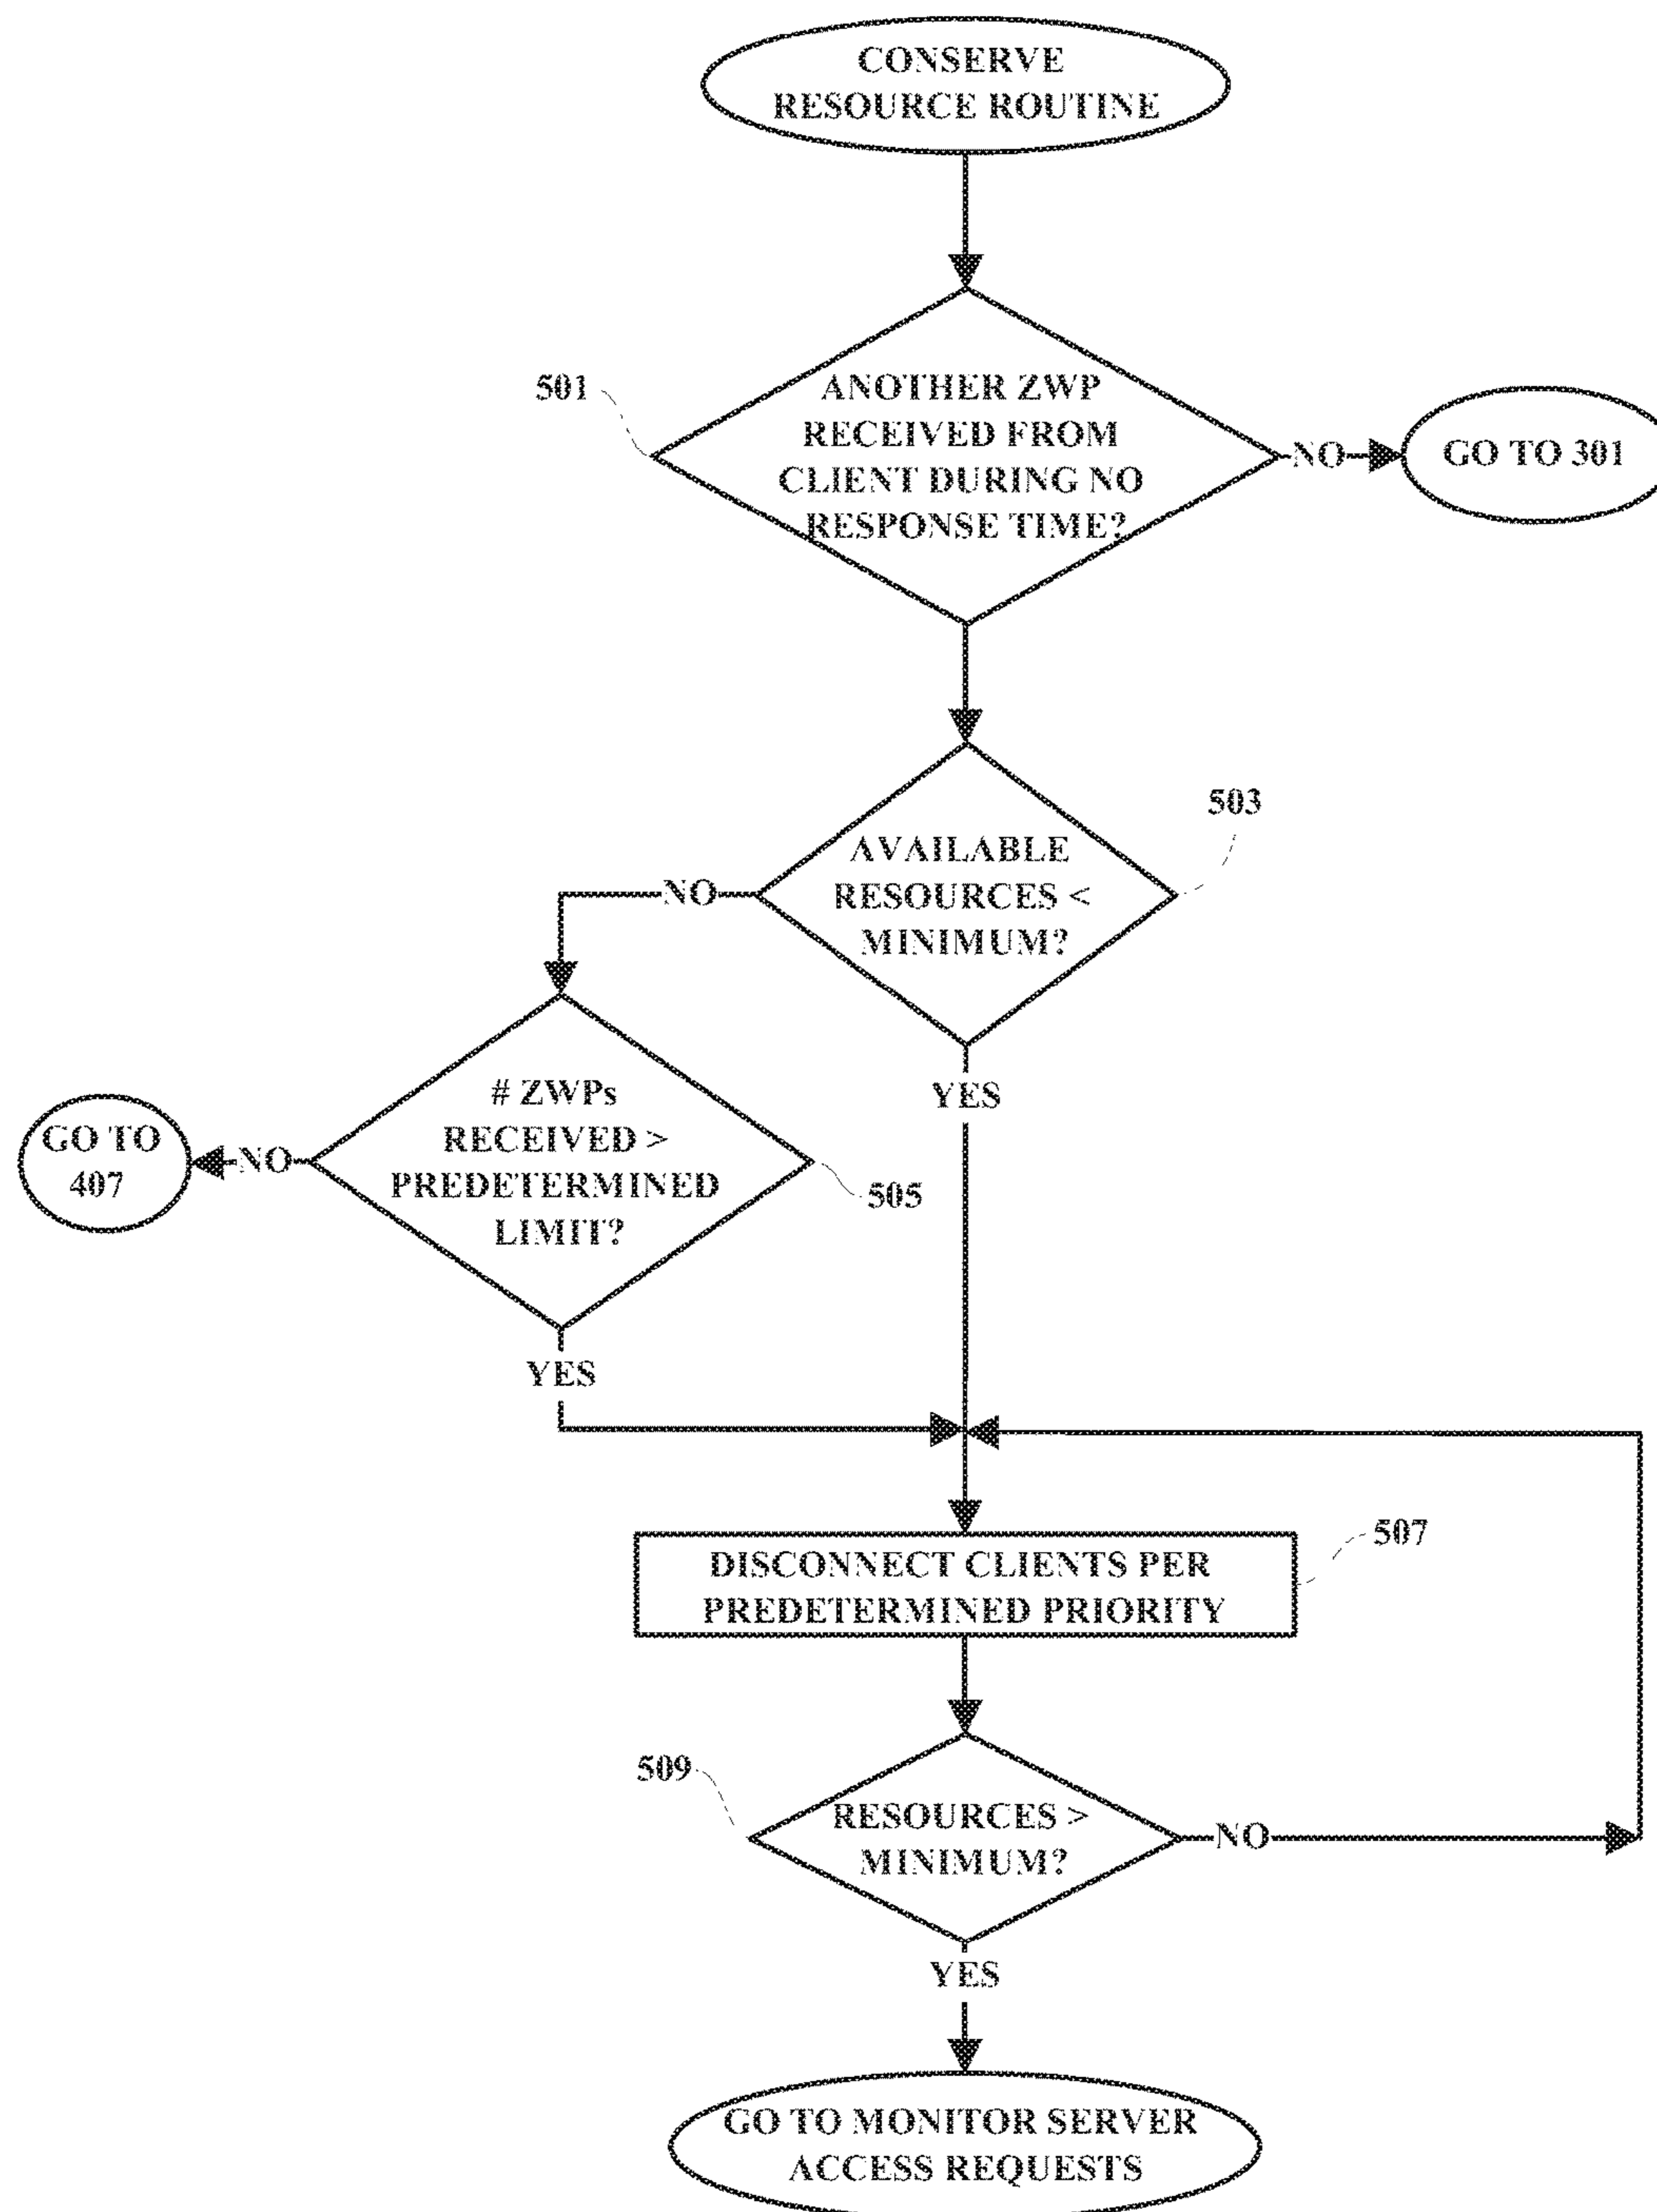 CONSERVE
RESOURCE ROUTINE
501
ANOTHER ZWP
RECEIVED FROM
CLIENT DURING NO
RESPONSE TIME?
NO
GO TO 301
503
AVAILABLE
RESOURCES <
MINIMUM?
NO
YES
# ZWPs
RECEIVED >
PREDETERMINED
LIMIT?
505
NO
GO TO
407
YES
507
DISCONNECT CLIENTS PER
PREDETERMINED PRIORITY
509
RESOURCES >
MINIMUM?
NO
YES
GO TO MONITOR SERVER
ACCESS REQUESTS